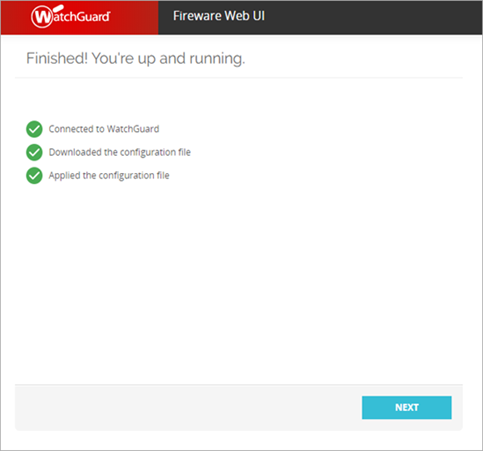 WatchGuard
Fireware Web UI
Finished! You're up and running.
Connected to WatchGuard
Downloaded the configuration file
Applied the configuration file
NEXT